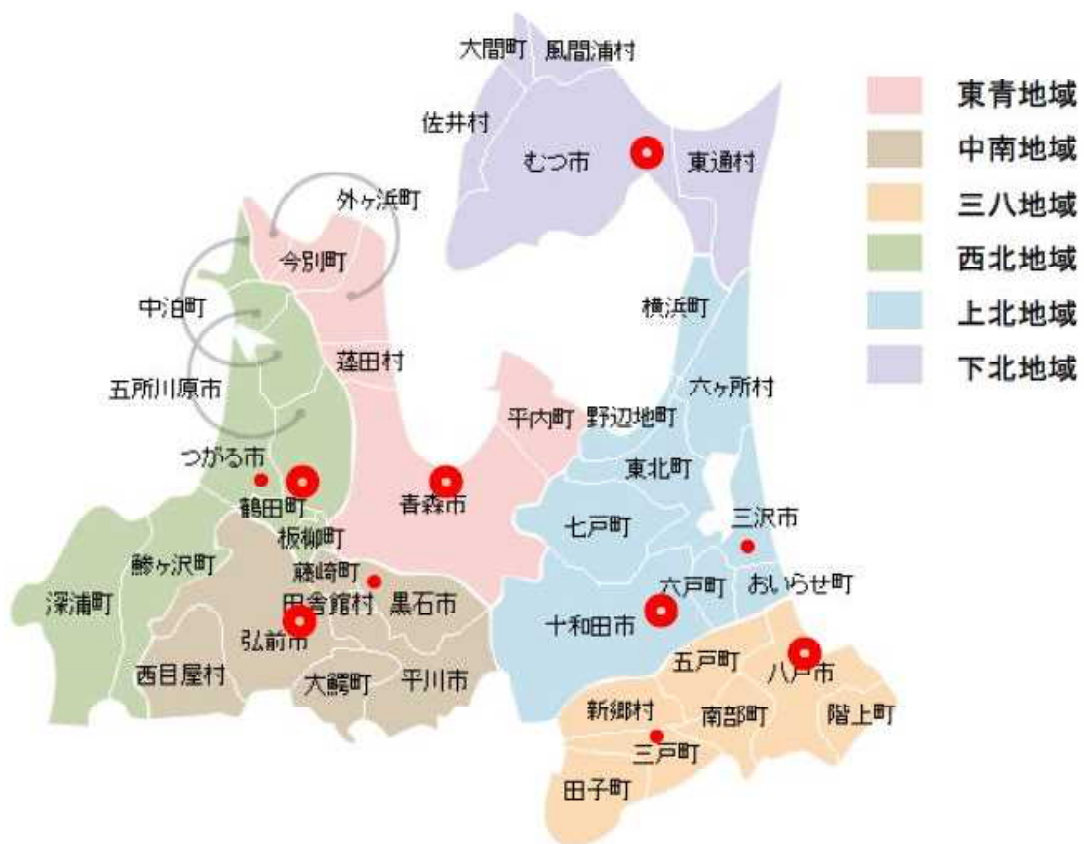 大間町
風間浦村
佐井村
むつ市
東通村
外ヶ浜町
今別町
中泊町
横浜町
蓬田村
五所川原市
六ヶ所村
平内町
野辺地町
つがる市
東北町
鶴田町
青森市
七戸町
三沢市
板柳町
鰺ヶ沢町
藤崎町
六戸町
おいらせ町
深浦町
田舎館村
黒石市
十和田市
弘前市
五戸町
八戸市
西目屋村
大鰐町
平川市
新郷村
南部町
階上町
三戸町
田子町
東青地域
中南地域
三八地域
西北地域
上北地域
下北地域